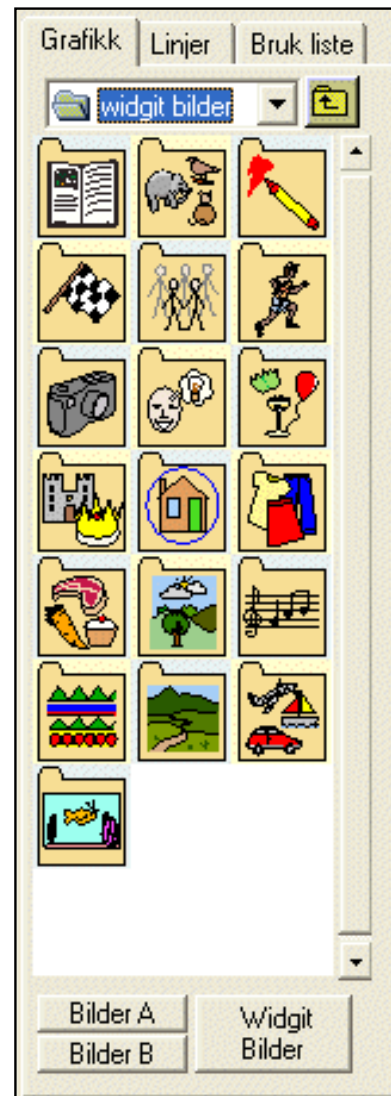 Grafikk Linjer Bruk liste
widgit bilder
Bilder A
Bilder B
Widgit
Bilder